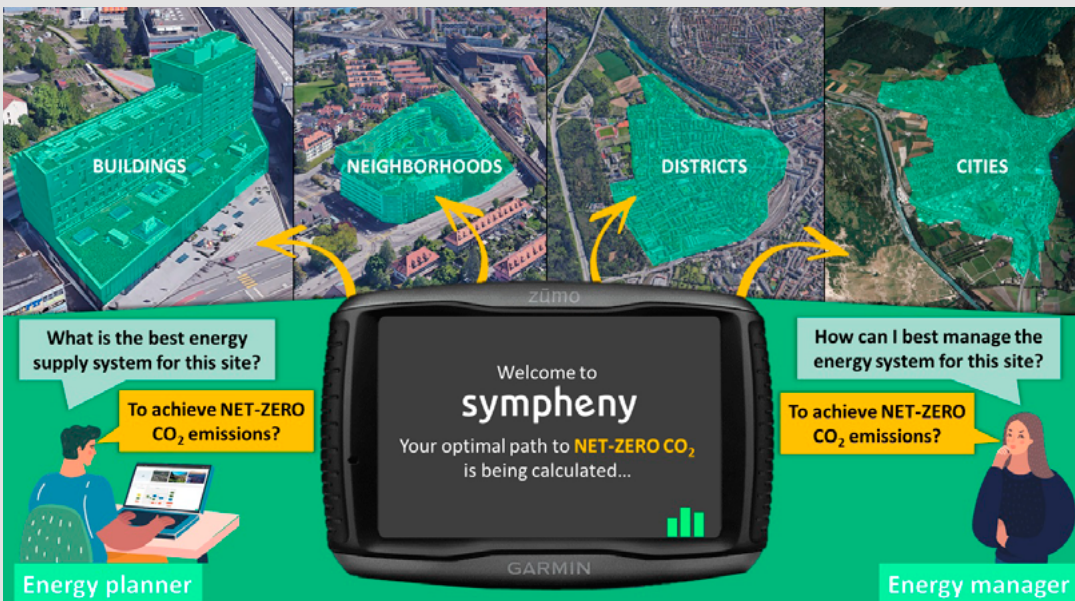 BUILDINGS
NEIGHBORHOODS
DISTRICTS
CITIES
zūmo
What is the best energy
supply system for this site?
To achieve NET-ZERO
CO₂ emissions?
Energy planner
Welcome to
sympheny
Your optimal path to NET-ZERO CO₂
is being calculated...
GARMIN
How can I best manage the
energy system for this site?
To achieve NET-ZERO
CO₂ emissions?
Energy manager